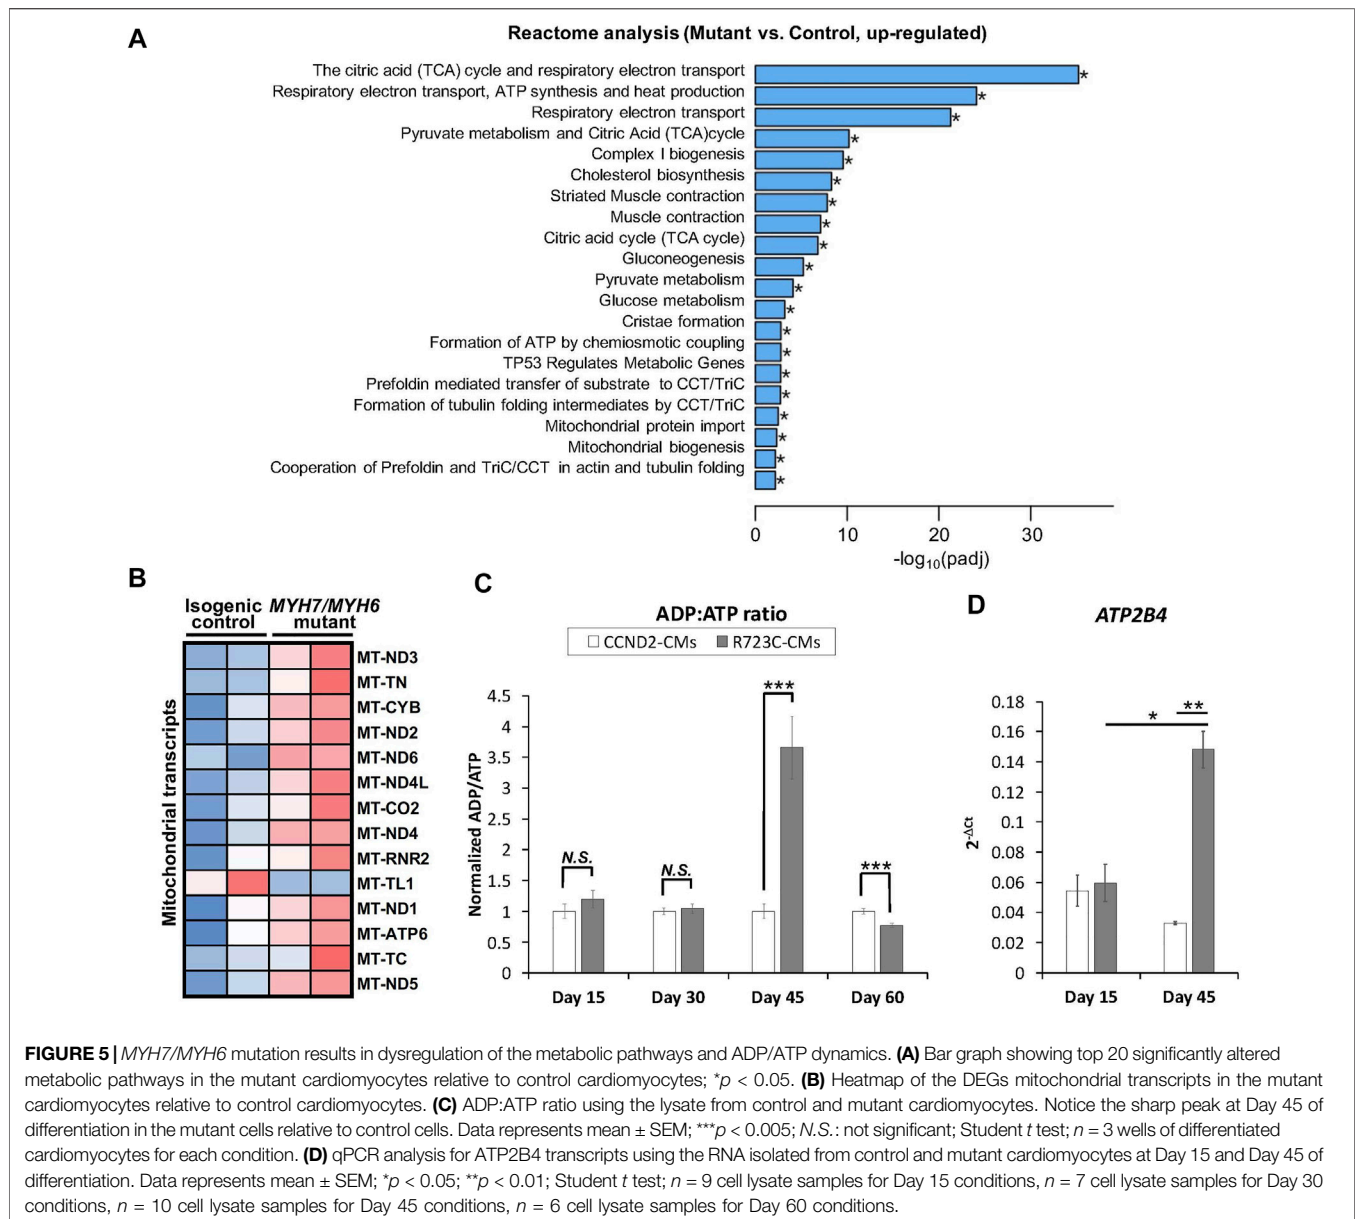 A
Reactome analysis (Mutant vs. Control, up-regulated)
The citric acid (TCA) cycle and respiratory electron transport
*
Respiratory electron transport, ATP synthesis and heat production
*
Respiratory electron transport
*
Pyruvate metabolism and Citric Acid (TCA)cycle
*
Complex I biogenesis
*
Cholesterol biosynthesis
*
Striated Muscle contraction
*
Muscle contraction
*
Citric acid cycle (TCA cycle)
*
Gluconeogenesis
*
Pyruvate metabolism
*
Glucose metabolism
*
Cristae formation
*
Formation of ATP by chemiosmotic coupling
*
TP53 Regulates Metabolic Genes
*
Prefoldin mediated transfer of substrate to CCT/TriC
*
Formation of tubulin folding intermediates by CCT/TriC
*
Mitochondrial protein import
*
Mitochondrial biogenesis
*
Cooperation of Prefoldin and TriC/CCT in actin and tubulin folding
*
0 10 20 30
-log10(padj)
B
Isogenic control
MYH7/MYH6 mutant
Mitochondrial transcripts
MT-ND3
MT-TN
MT-CYB
MT-ND2
MT-ND6
MT-ND4L
MT-CO2
MT-ND4
MT-RNR2
MT-TL1
MT-ND1
MT-ATP6
MT-TC
MT-ND5
C
ADP:ATP ratio
CCND2-CMs R723C-CMs
Normalized ADP/ATP
4.5
4
3.5
3
2.5
2
1.5
1
0.5
0
N.S.
N.S.
***
***
Day 15 Day 30 Day 45 Day 60
D
ATP2B4
2-ΔCt
0.18
0.16
0.14
0.12
0.1
0.08
0.06
0.04
0.02
0
*
**
Day 15 Day 45
FIGURE 5 | MYH7/MYH6 mutation results in dysregulation of the metabolic pathways and ADP/ATP dynamics. (A) Bar graph showing top 20 significantly altered
metabolic pathways in the mutant cardiomyocytes relative to control cardiomyocytes; *p < 0.05. (B) Heatmap of the DEGs mitochondrial transcripts in the mutant
cardiomyocytes relative to control cardiomyocytes. (C) ADP:ATP ratio using the lysate from control and mutant cardiomyocytes. Notice the sharp peak at Day 45 of
differentiation in the mutant cells relative to control cells. Data represents mean ± SEM; ***p < 0.005; N.S.: not significant; Student t test; n = 3 wells of differentiated
cardiomyocytes for each condition. (D) qPCR analysis for ATP2B4 transcripts using the RNA isolated from control and mutant cardiomyocytes at Day 15 and Day 45 of
differentiation. Data represents mean ± SEM; *p < 0.05; **p < 0.01; Student t test; n = 9 cell lysate samples for Day 15 conditions, n = 7 cell lysate samples for Day 30
conditions, n = 10 cell lysate samples for Day 45 conditions, n = 6 cell lysate samples for Day 60 conditions.